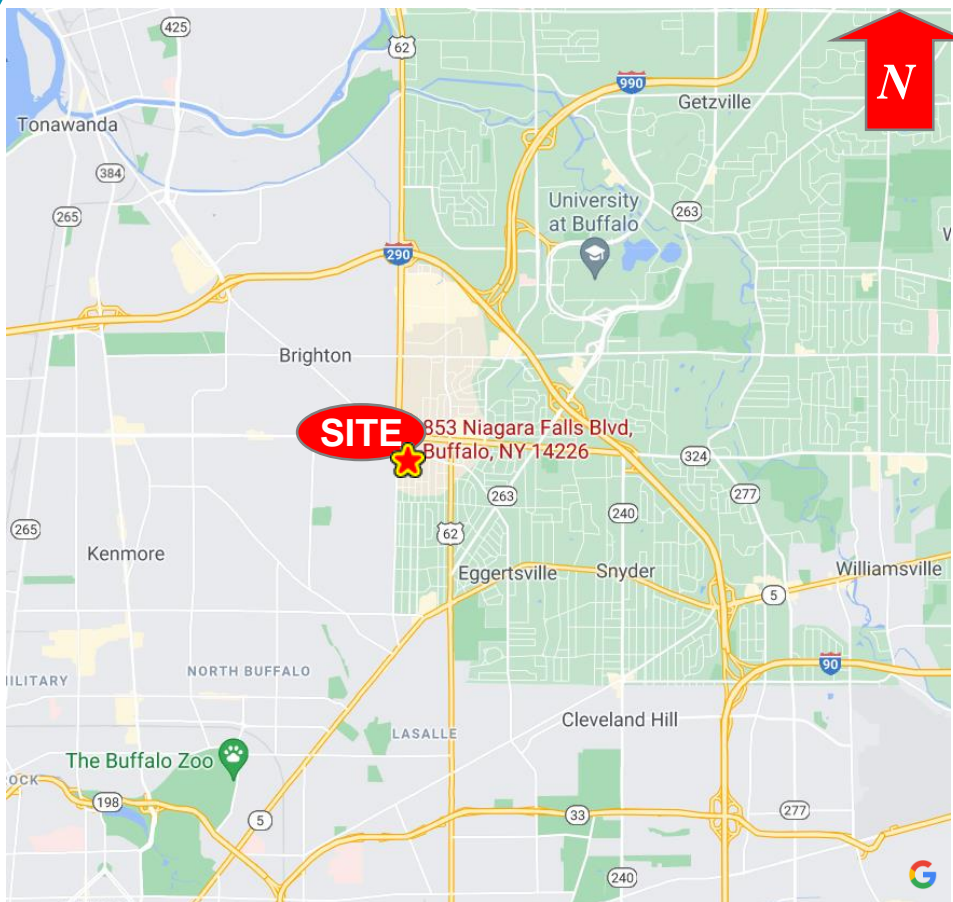 425
62
N
990
Getzville
Tonawanda
384
University
at Buffalo
263
265
290
Brighton
SITE
853 Niagara Falls Blvd,
Buffalo, NY 14226
324
263
277
240
265
62
Kenmore
Eggertsville
Snyder
Williamsville
5
90
NORTH BUFFALO
MILITARY
Cleveland Hill
LASALLE
The Buffalo Zoo
OCK
198
5
33
277
240
G